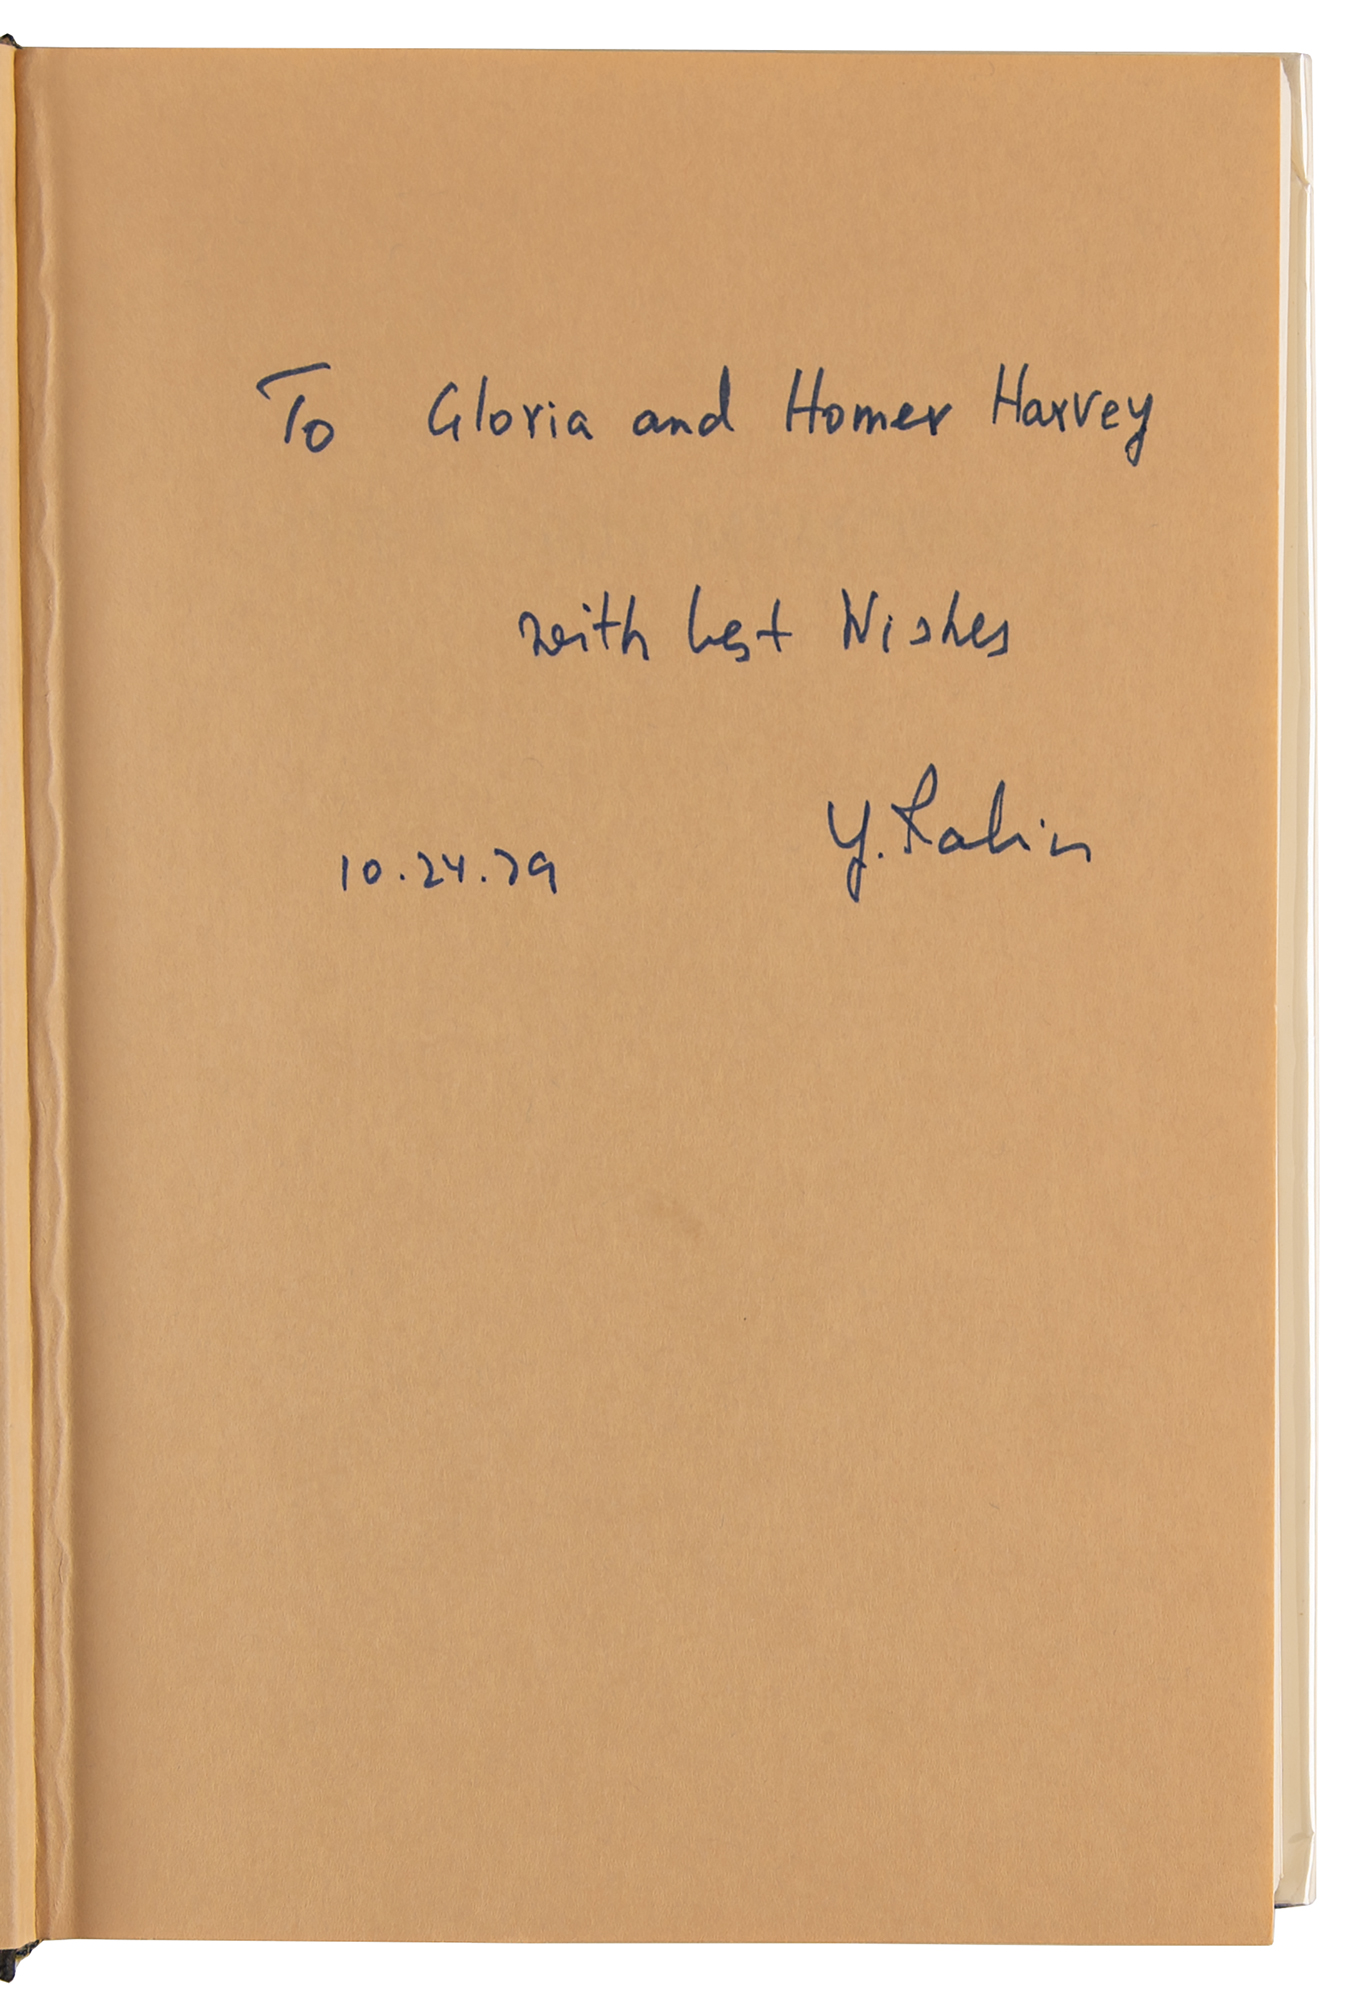 To Gloria and Homer Harvey
with best Wishes
Y. Rabin
10.24.79